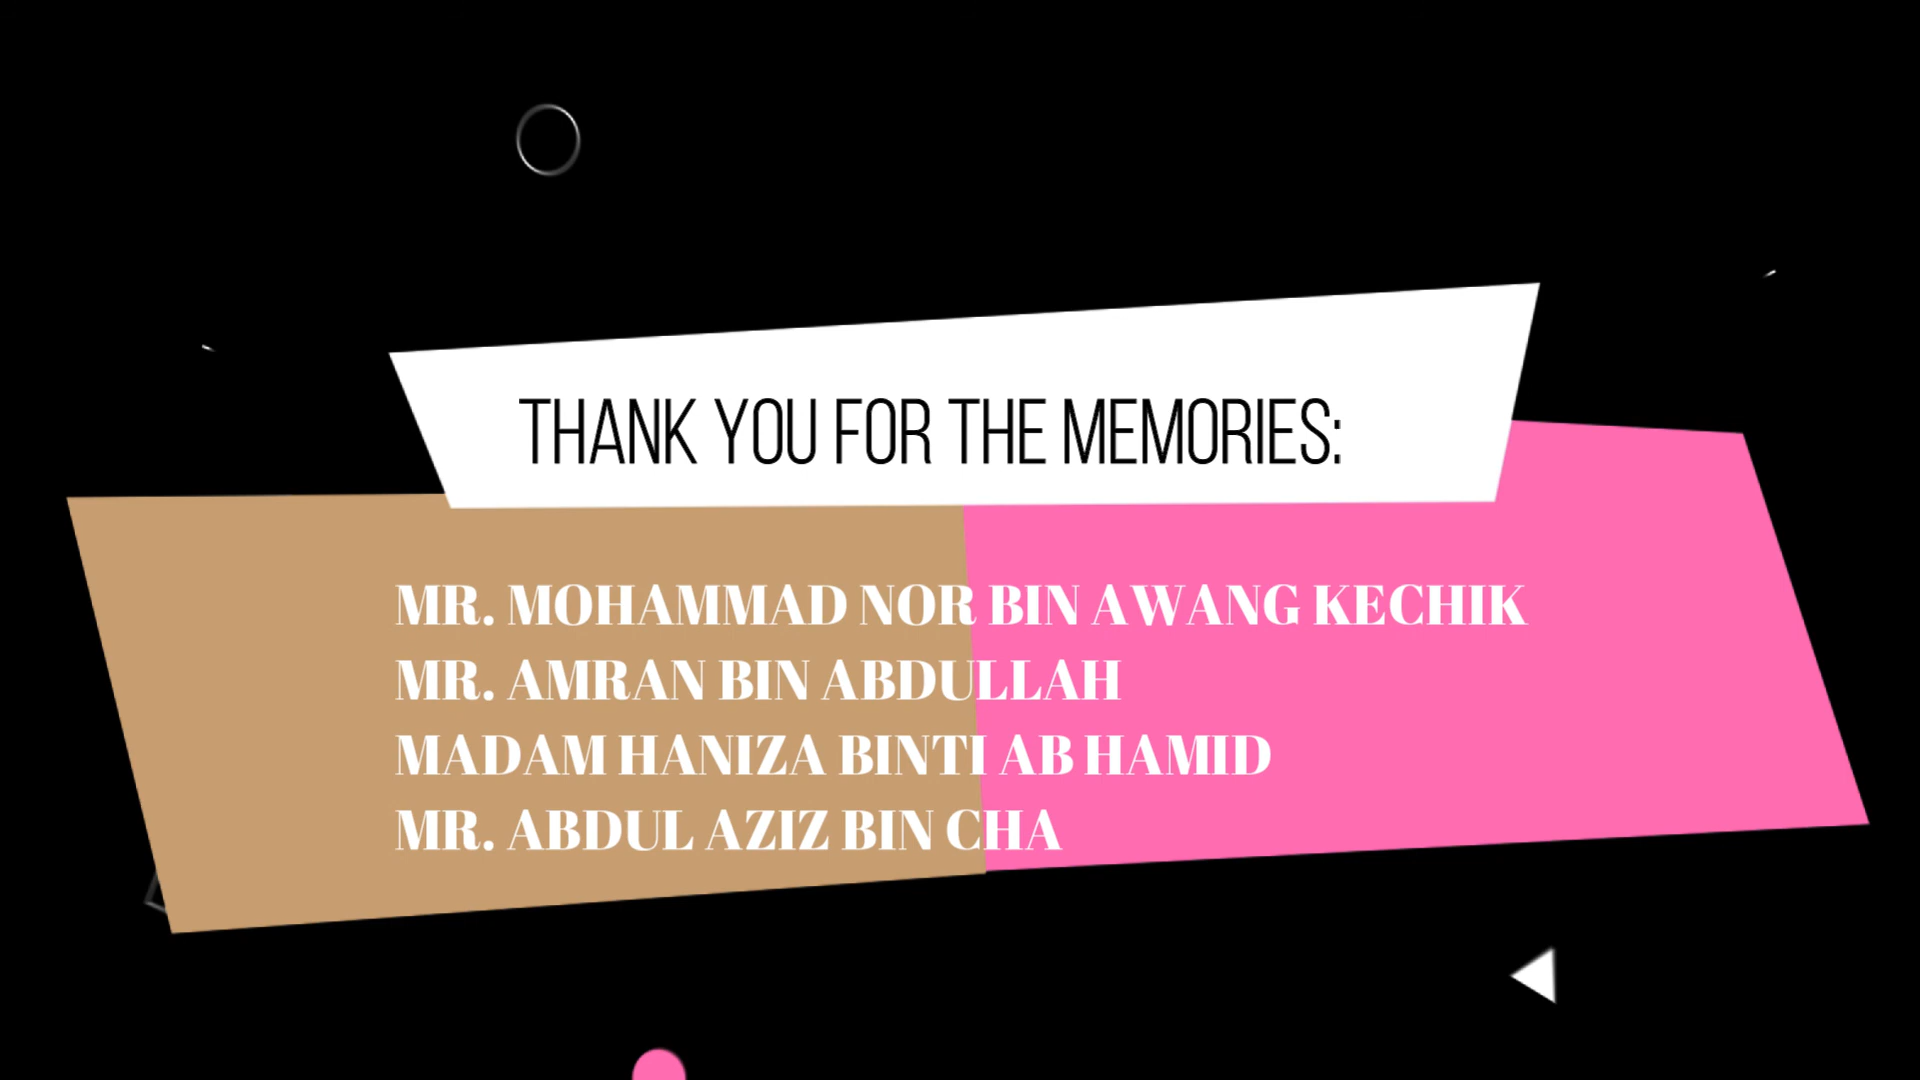 THANK YOU FOR THE MEMORIES:
MR. MOHAMMAD NOR BIN AWANG KECHIK
MR. AMRAN BIN ABDULLAH
MADAM HANIZA BINTI AB HAMID
MR. ABDUL AZIZ BIN CHA